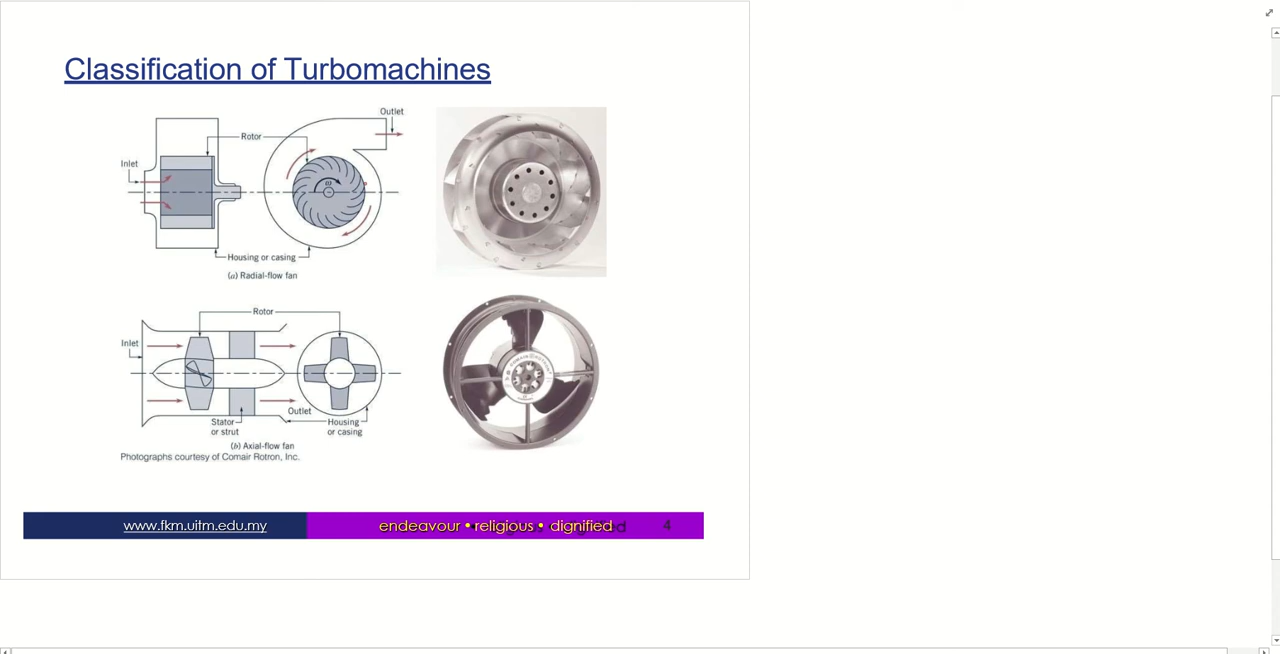 Classification of Turbomachines
Outlet
Rotor
Inlet
ω
Housing or casing
(a) Radial-flow fan
Rotor
Inlet
Outlet
Stator
or strut
Housing
or casing
(b) Axial-flow fan
Photographs courtesy of Comair Rotron, Inc.
www.fkm.uitm.edu.my
endeavour • religious • dignified
4